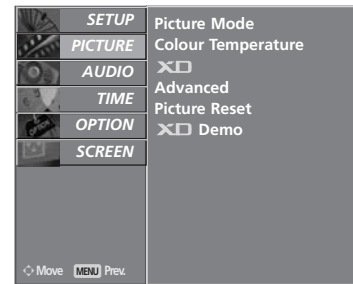 SETUP
PICTURE
AUDIO
TIME
OPTION
SCREEN
Move MENU Prev.
Picture Mode
Colour Temperature
XD
Advanced
Picture Reset
XD Demo